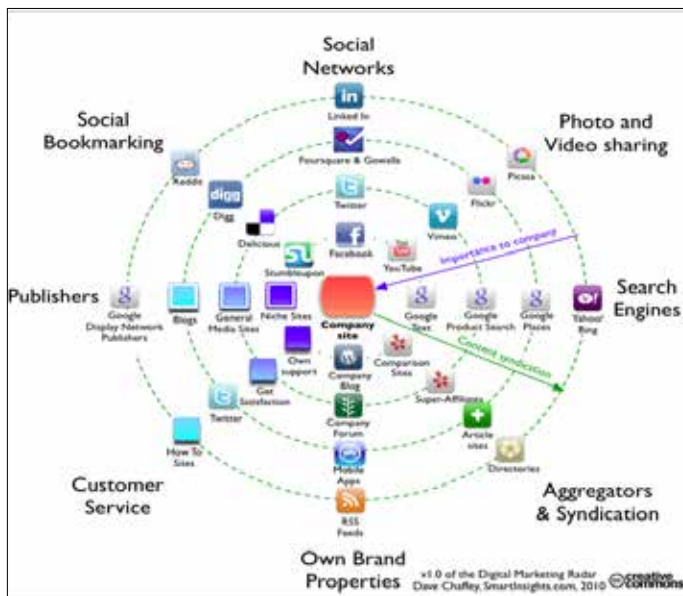 Social
Networks
in
Linked In
Social
Bookmarking
Photo and
Video sharing
Foursquare & Gowalla
Reddit
Picasa
digg
Digg
Flickr
Twitter
Delicious
Vimeo
Facebook
StumbleUpon
YouTube
Importance to company
Publishers
Search
Engines
Google
Display Network
Publishers
Blogs
General
Media Sites
Niche Sites
Company
site
Google
Text
Google
Product Search
Google
Places
Yahoo!
Bing
Content syndication
Own
support
Company
Blog
Comparison
Sites
Get
Satisfaction
Super-Affiliates
Twitter
Company
Forum
Article
sites
How To
Sites
Mobile
Apps
Directories
Customer
Service
RSS
Feeds
Aggregators
& Syndication
Own Brand
Properties
v1.0 of the Digital Marketing Radar
Dave Chaffey, SmartInsights.com, 2010
creative
commons